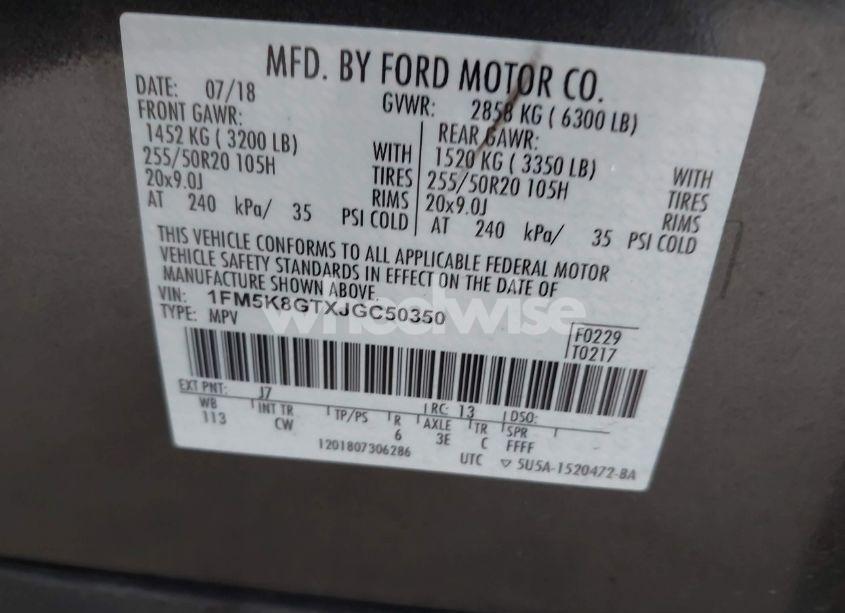 MFD. BY FORD MOTOR CO.
DATE: 07/18 GVWR: 2858 KG ( 6300 LB)
FRONT GAWR: REAR GAWR:
1452 KG ( 3200 LB) WITH 1520 KG ( 3350 LB) WITH
255/50R20 105H TIRES 255/50R20 105H TIRES
20x9.0J RIMS 20x9.0J RIMS
AT 240 kPa/ 35 PSI COLD AT 240 kPa/ 35 PSI COLD
THIS VEHICLE CONFORMS TO ALL APPLICABLE FEDERAL MOTOR
VEHICLE SAFETY STANDARDS IN EFFECT ON THE DATE OF
MANUFACTURE SHOWN ABOVE.
VIN: 1FM5K8GTXJGC50350
TYPE: MPV
wheelwise
F0229
T0217
EXT PNT: J7 RC: 13 DSO:
WB INT TR TP/PS R AXLE TR SPR
113 CW 6 3E C FFFF
1201807306286 UTC ▽ 5U5A-1520472-BA